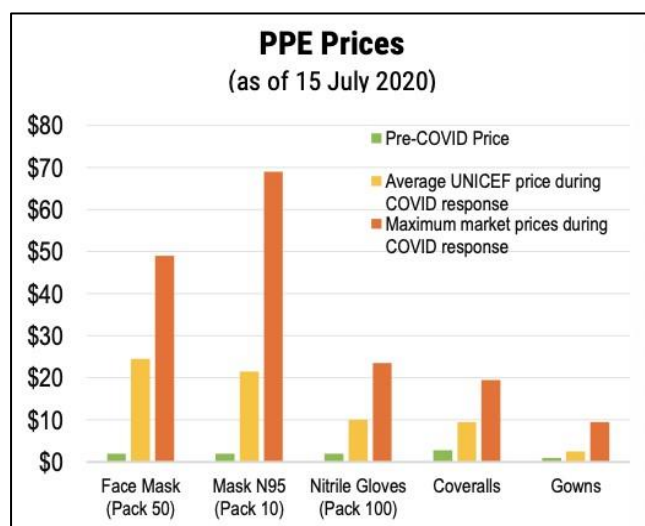 PPE Prices
(as of 15 July 2020)
$80
$70
$60
$50
$40
$30
$20
$10
$0
Pre-COVID Price
Average UNICEF price during
COVID response
Maximum market prices during
COVID response
Face Mask
(Pack 50)
Mask N95
(Pack 10)
Nitrile Gloves
(Pack 100)
Coveralls
Gowns